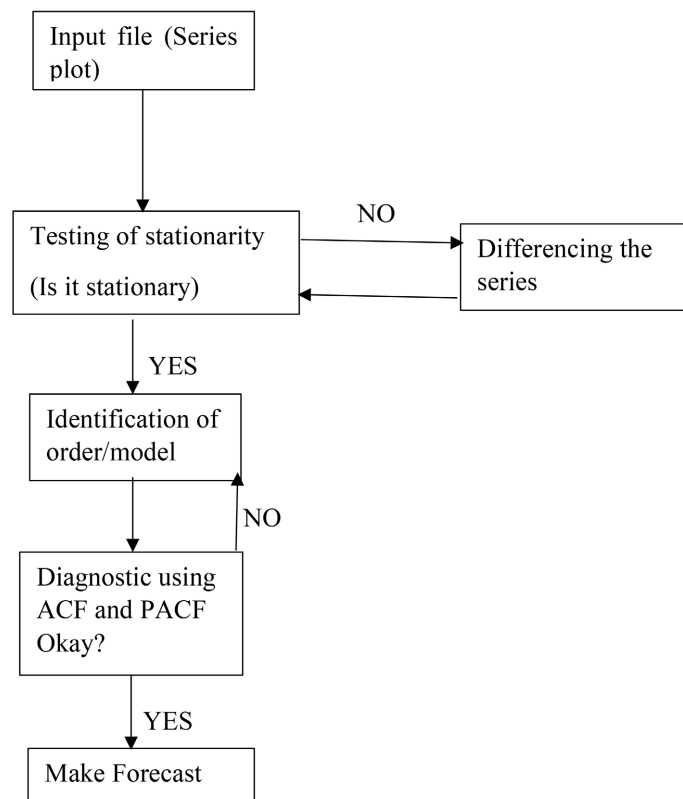 Input file (Series
plot)
Testing of stationarity
(Is it stationary)
NO
Differencing the
series
YES
Identification of
order/model
NO
Diagnostic using
ACF and PACF
Okay?
YES
Make Forecast